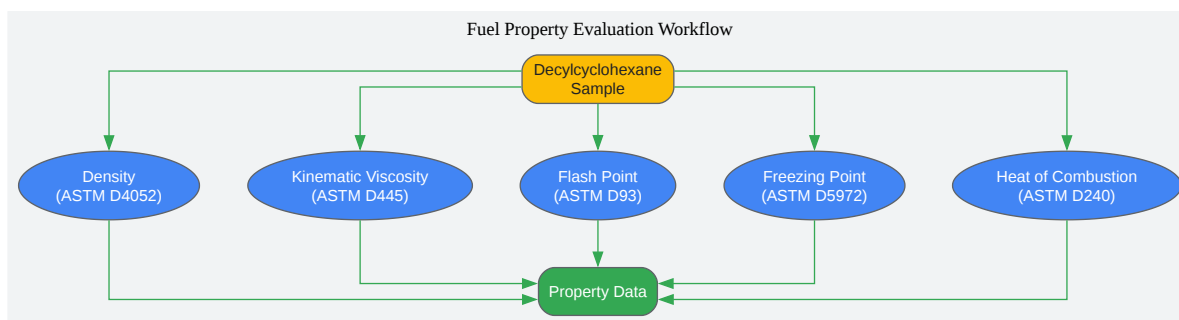 Fuel Property Evaluation Workflow
Decylcyclohexane
Sample
Density
(ASTM D4052)
Kinematic Viscosity
(ASTM D445)
Flash Point
(ASTM D93)
Freezing Point
(ASTM D5972)
Heat of Combustion
(ASTM D240)
Property Data